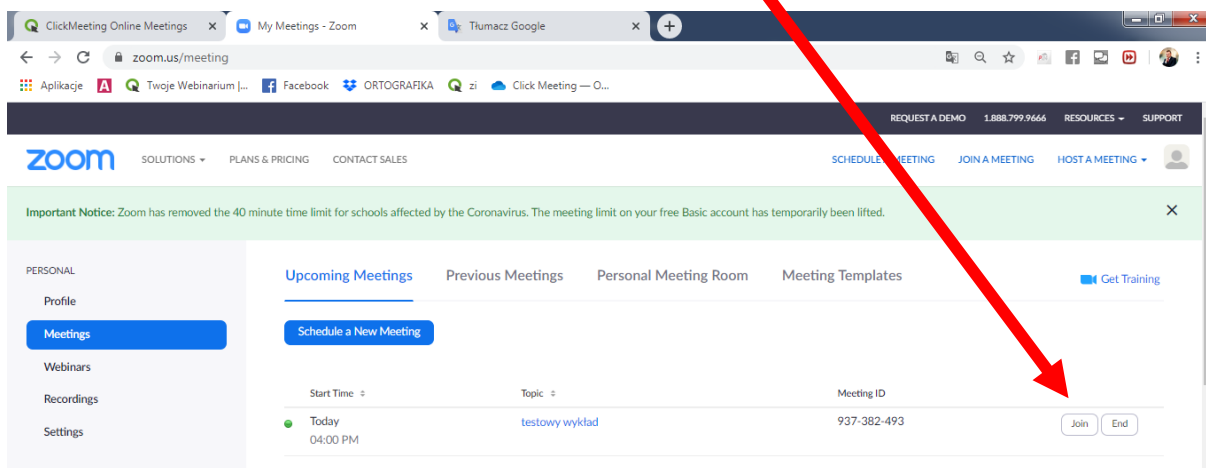 ClickMeeting Online Meetings
My Meetings - Zoom
Tłumacz Google
zoom.us/meeting
Aplikacje Twoje Webinarium |... Facebook ORTOGRAFIKA zi Click Meeting — O...
REQUEST A DEMO 1.888.799.9666 RESOURCES SUPPORT
zoom SOLUTIONS PLANS & PRICING CONTACT SALES SCHEDULE MEETING JOIN A MEETING HOST A MEETING
Important Notice: Zoom has removed the 40 minute time limit for schools affected by the Coronavirus. The meeting limit on your free Basic account has temporarily been lifted.
PERSONAL
Profile
Meetings
Webinars
Recordings
Settings
Upcoming Meetings Previous Meetings Personal Meeting Room Meeting Templates Get Training
Schedule a New Meeting
Start Time Topic Meeting ID
Today testowy wykład 937-382-493 Join End
04:00 PM